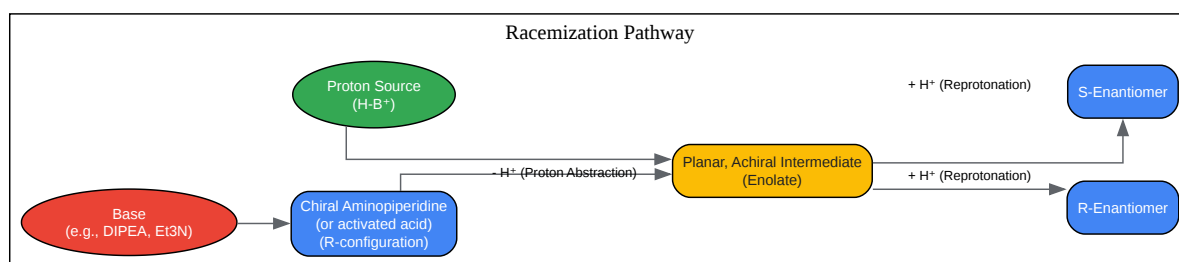 Racemization Pathway
Proton Source
(H-B⁺)
+ H⁺ (Reprotonation)
S-Enantiomer
- H⁺ (Proton Abstraction)
Planar, Achiral Intermediate
(Enolate)
+ H⁺ (Reprotonation)
R-Enantiomer
Base
(e.g., DIPEA, Et3N)
Chiral Aminopiperidine
(or activated acid)
(R-configuration)